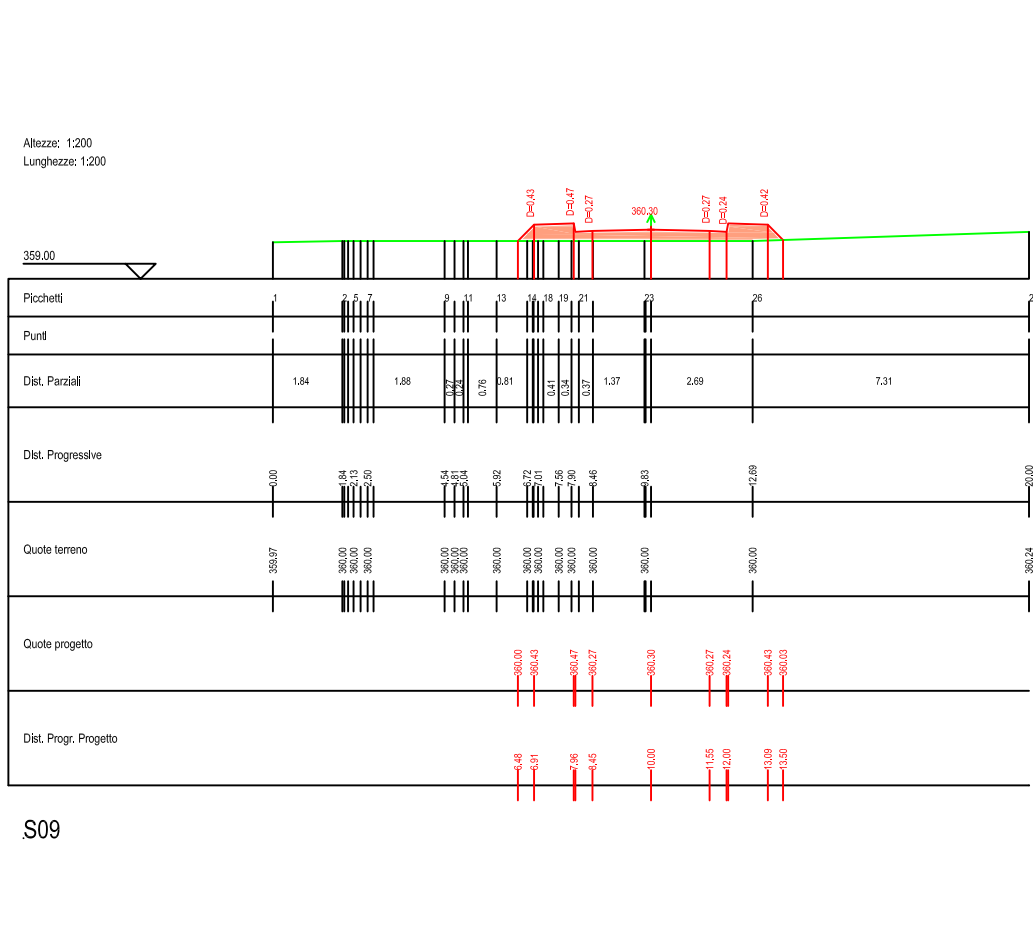 Altezze: 1:200
Lunghezze: 1:200
D=0.43 D=0.47 D=0.27 360.30 D=0.27 D=0.24 D=0.42
359.00
Picchetti 1 2 5 7 9 11 13 14 18 19 21 23 26 2
Punti
Dist. Parziali 1.84 1.88 0.27 0.24 0.76 0.81 0.41 0.34 0.37 1.37 2.69 7.31
Dist. Progressive 0.00 1.84 2.13 2.50 4.54 4.81 5.04 5.92 6.72 7.01 7.56 7.90 8.46 9.83 12.69 20.00
Quote terreno 359.97 360.00 360.00 360.00 360.00 360.00 360.00 360.00 360.00 360.00 360.00 360.00 360.00 360.00 360.00 360.24
Quote progetto 360.00 360.43 360.47 360.27 360.30 360.27 360.24 360.43 360.03
Dist. Progr. Progetto 6.48 6.91 7.96 8.45 10.00 11.55 12.00 13.09 13.50
S09